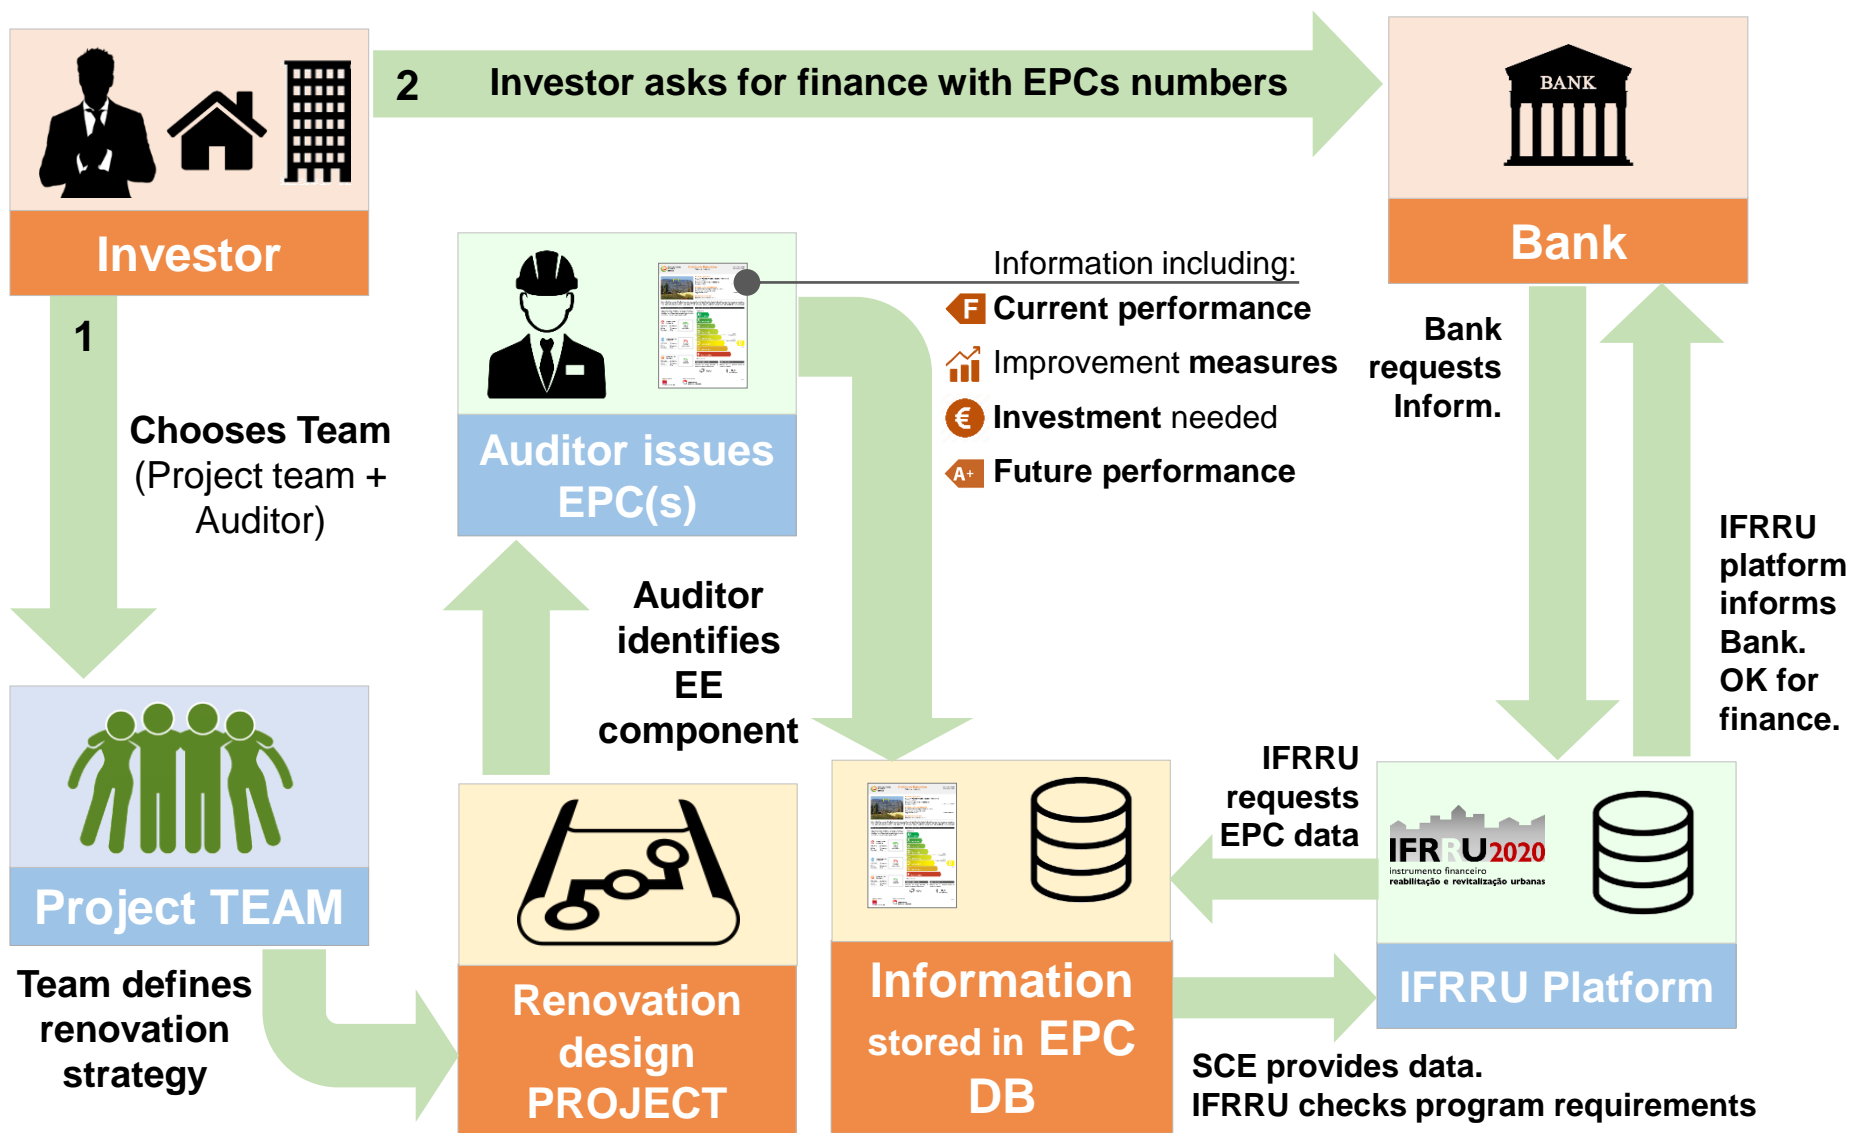 2 Investor asks for finance with EPCs numbers
BANK
Investor
Bank
1
Chooses Team
(Project team +
Auditor)
Auditor issues
EPC(s)
Information including:
F Current performance
Improvement measures
€ Investment needed
A+ Future performance
Bank
requests
Inform.
IFRRU
platform
informs
Bank.
OK for
finance.
Auditor
identifies
EE
component
Project TEAM
Team defines
renovation
strategy
Renovation
design
PROJECT
Information
stored in EPC
DB
IFRRU
requests
EPC data
IFRRU2020
instrumento financeiro
reabilitação e revitalização urbanas
IFRRU Platform
SCE provides data.
IFRRU checks program requirements